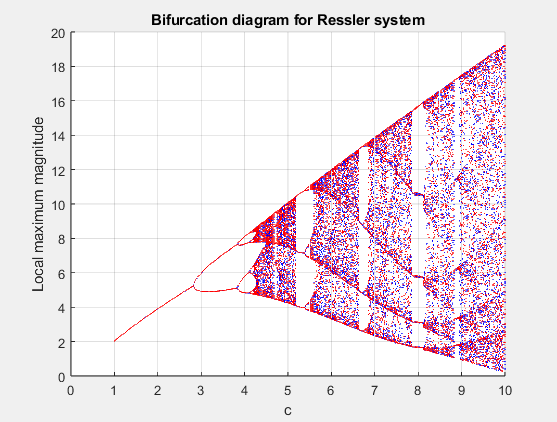 Bifurcation diagram for Ressler system
Local maximum magnitude
20
18
16
14
12
10
8
6
4
2
0
0 1 2 3 4 5 6 7 8 9 10
c